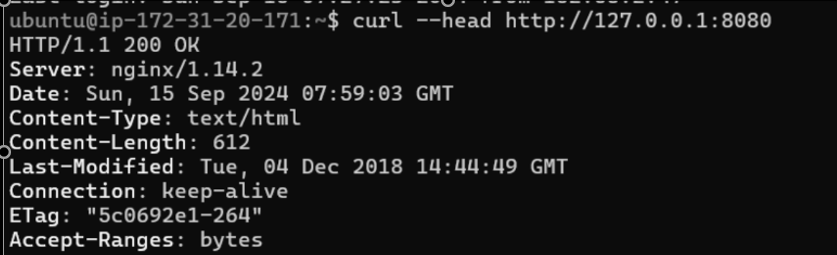 ubuntu@ip-172-31-20-171:~$ curl --head http://127.0.0.1:8080
HTTP/1.1 200 OK
Server: nginx/1.14.2
Date: Sun, 15 Sep 2024 07:59:03 GMT
Content-Type: text/html
Content-Length: 612
Last-Modified: Tue, 04 Dec 2018 14:44:49 GMT
Connection: keep-alive
ETag: "5c0692e1-264"
Accept-Ranges: bytes